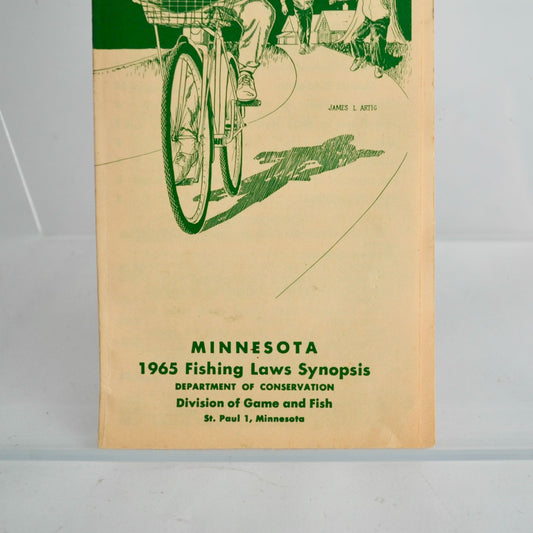 JAMES L ARTIG
MINNESOTA
1965 Fishing Laws Synopsis
DEPARTMENT OF CONSERVATION
Division of Game and Fish
St. Paul 1, Minnesota